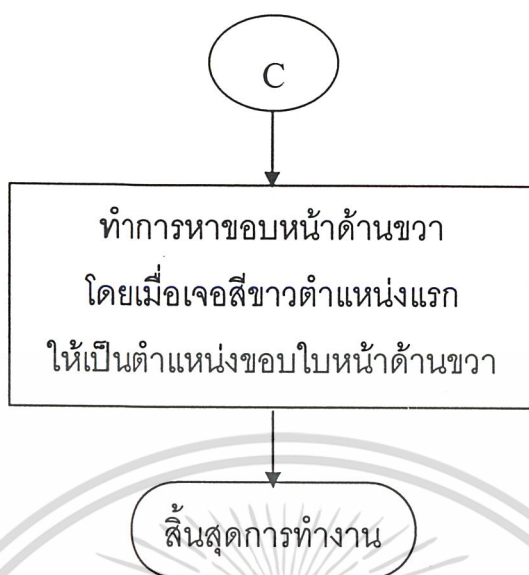 C
ทำการหาขอบหน้าด้านขวา
โดยเมื่อเจอสีขาวตำแหน่งแรก
ให้เป็นตำแหน่งขอบใบหน้าด้านขวา
สิ้นสุดการทำงาน